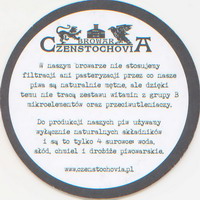 BROWAR
CZENSTOCHOVIA
W naszym browarze nie stosujemy
filtracji ani pasteryzacji przez co nasze
piwa są naturalnie mętne, ale dzięki
temu nie tracą zestawu witamin z grupy B
mikroelementów oraz przeciwutleniaczy.
Do produkcji naszych piw używamy
wyłącznie naturalnych składników
i są to tylko 4 surowce: woda,
słód, chmiel i drożdże piwowarskie.
www.czenstochovia.pl